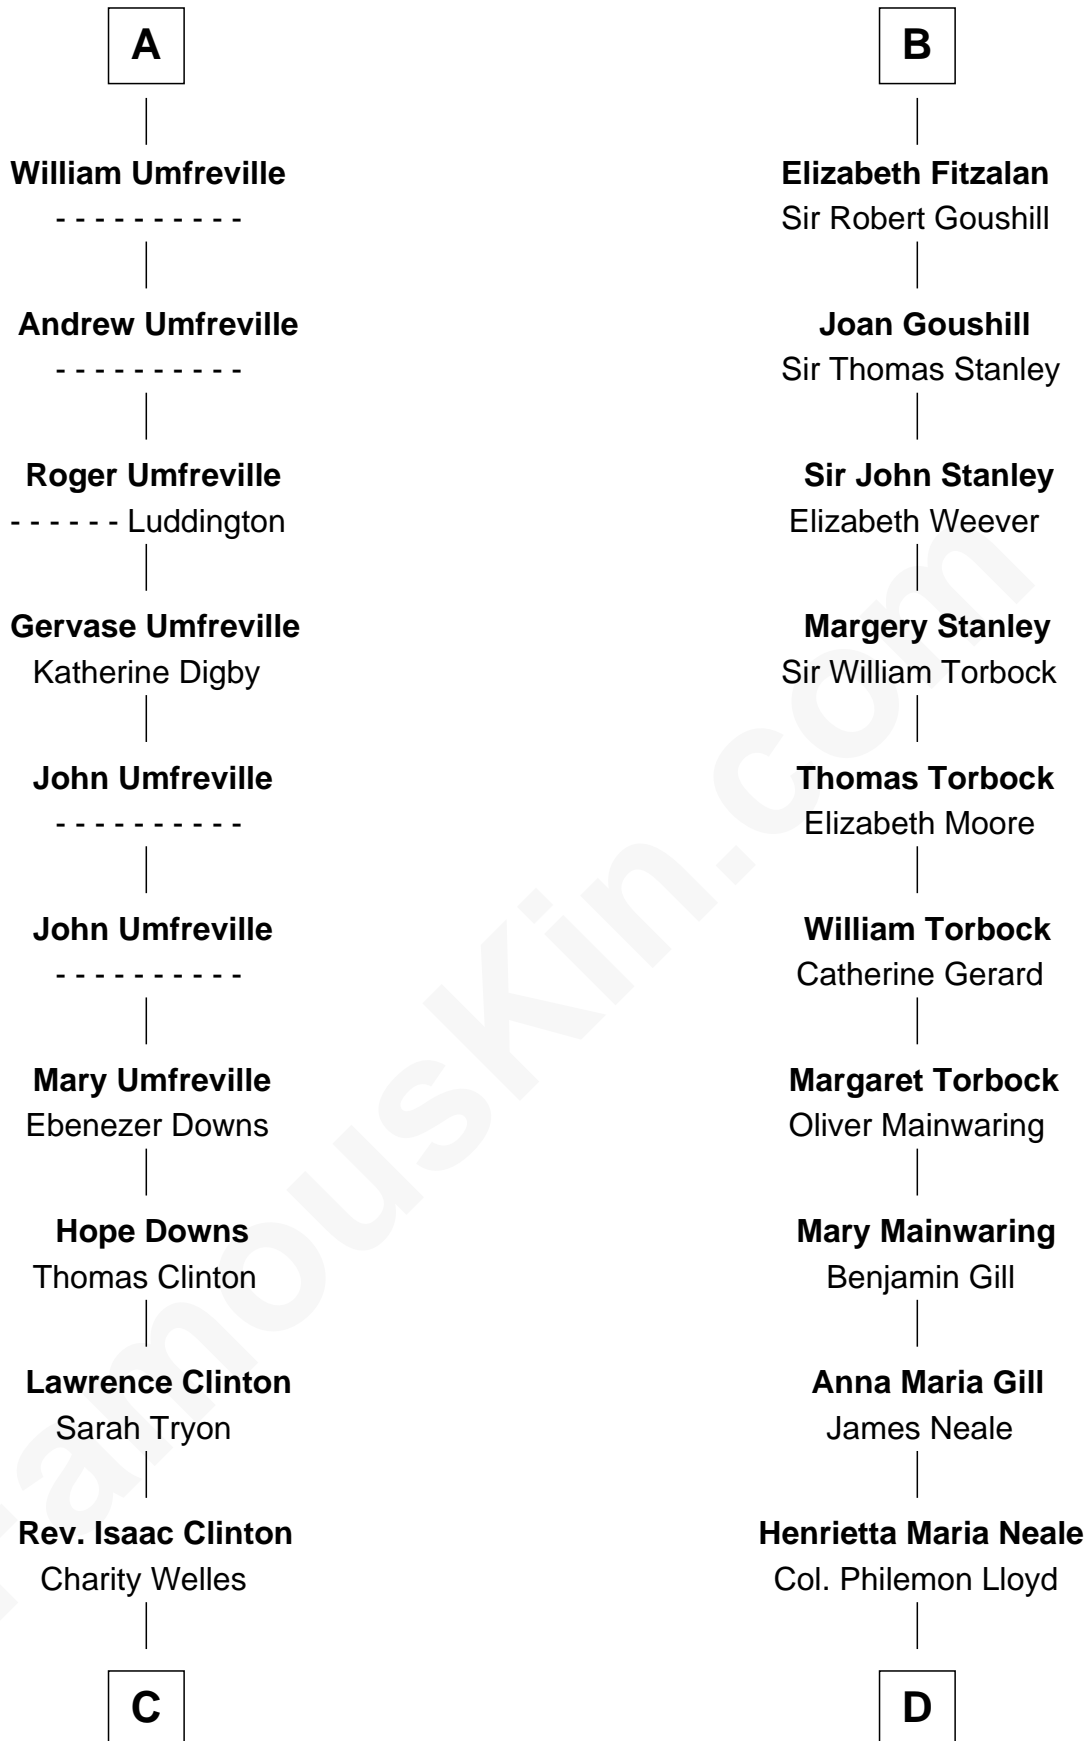 A
William Umfreville
- - - - - - - - - -
Andrew Umfreville
- - - - - - - - - -
Roger Umfreville
- - - - - - Luddington
Gervase Umfreville
Katherine Digby
John Umfreville
- - - - - - - - - -
John Umfreville
- - - - - - - - - -
Mary Umfreville
Ebenezer Downs
Hope Downs
Thomas Clinton
Lawrence Clinton
Sarah Tryon
Rev. Isaac Clinton
Charity Welles
C
B
Elizabeth Fitzalan
Sir Robert Goushill
Joan Goushill
Sir Thomas Stanley
Sir John Stanley
Elizabeth Weever
Margery Stanley
Sir William Torbock
Thomas Torbock
Elizabeth Moore
William Torbock
Catherine Gerard
Margaret Torbock
Oliver Mainwaring
Mary Mainwaring
Benjamin Gill
Anna Maria Gill
James Neale
Henrietta Maria Neale
Col. Philemon Lloyd
D
FamousKin.com